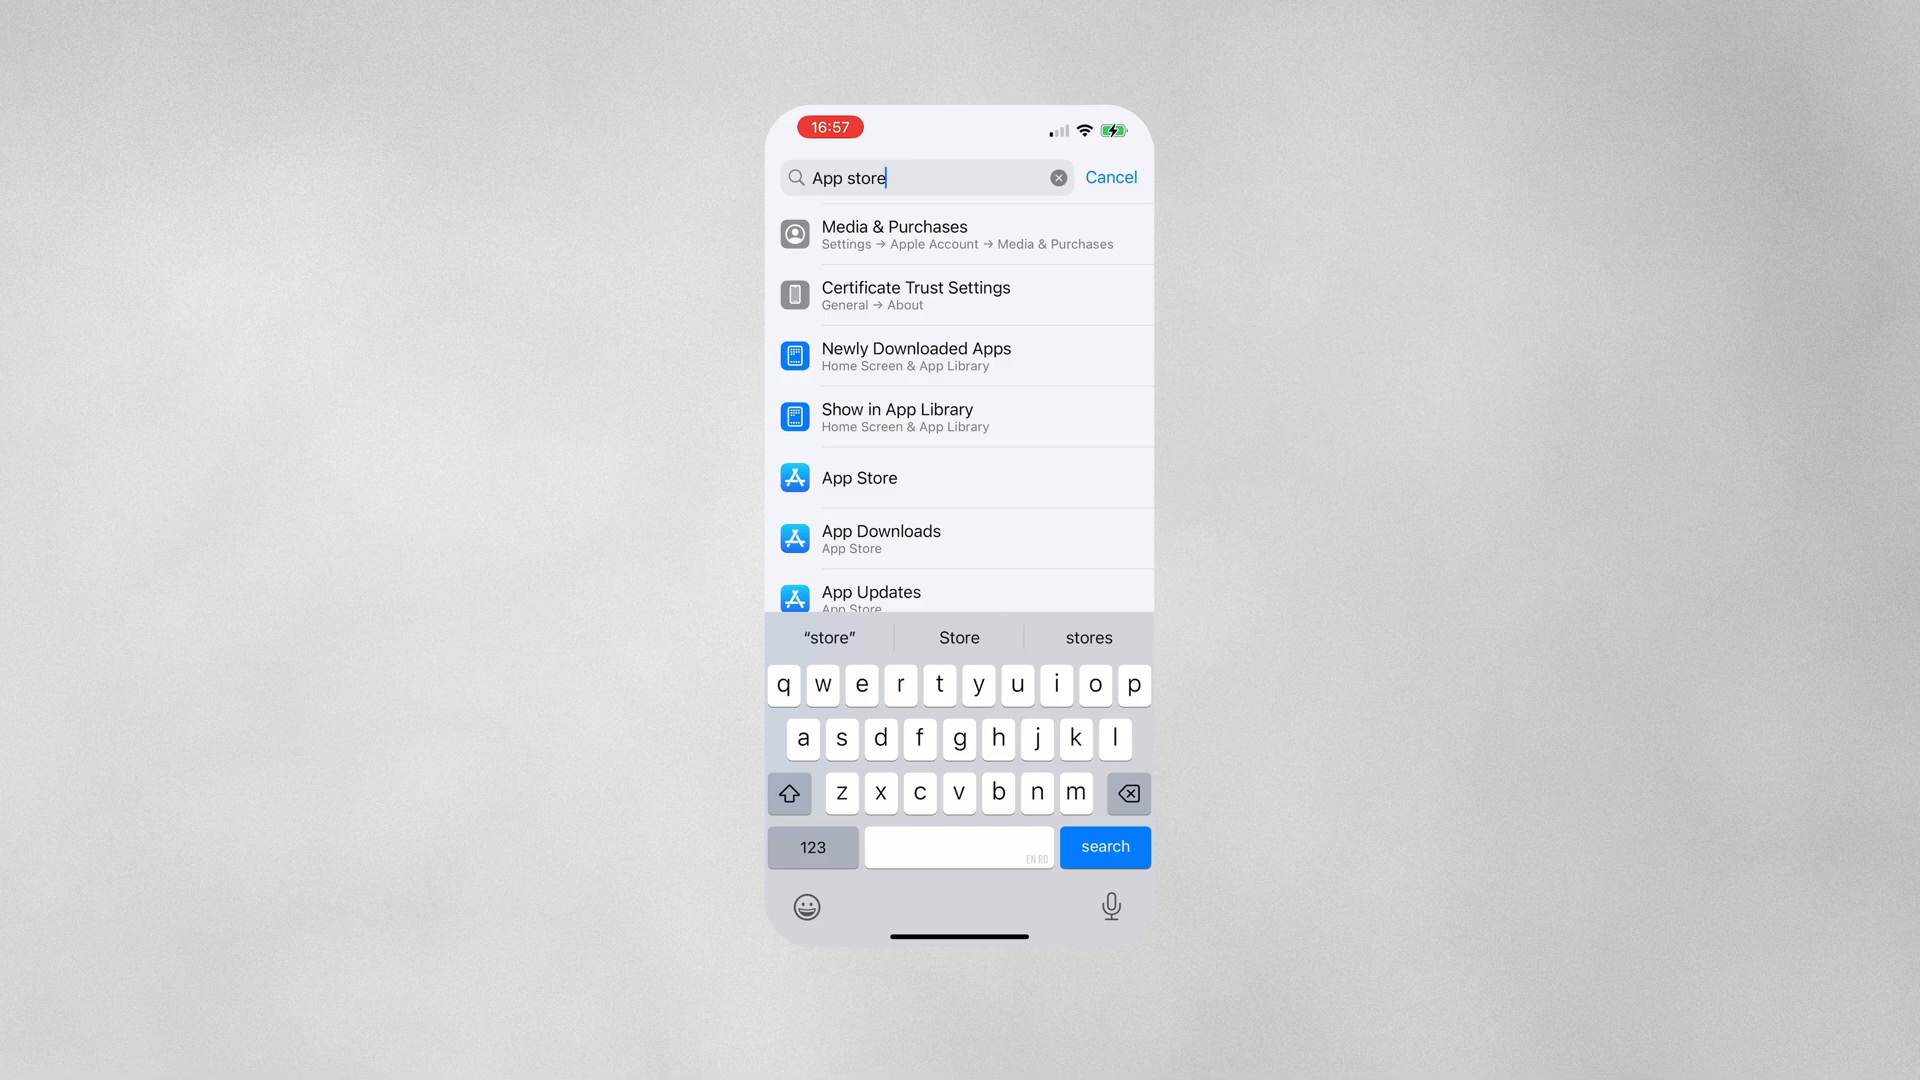 16:57
App store
Cancel
Media & Purchases
Settings → Apple Account → Media & Purchases
Certificate Trust Settings
General → About
Newly Downloaded Apps
Home Screen & App Library
Show in App Library
Home Screen & App Library
App Store
App Downloads
App Store
App Updates
App Store
“store”
Store
stores
q w e r t y u i o p
a s d f g h j k l
z x c v b n m
123
EN RO
search